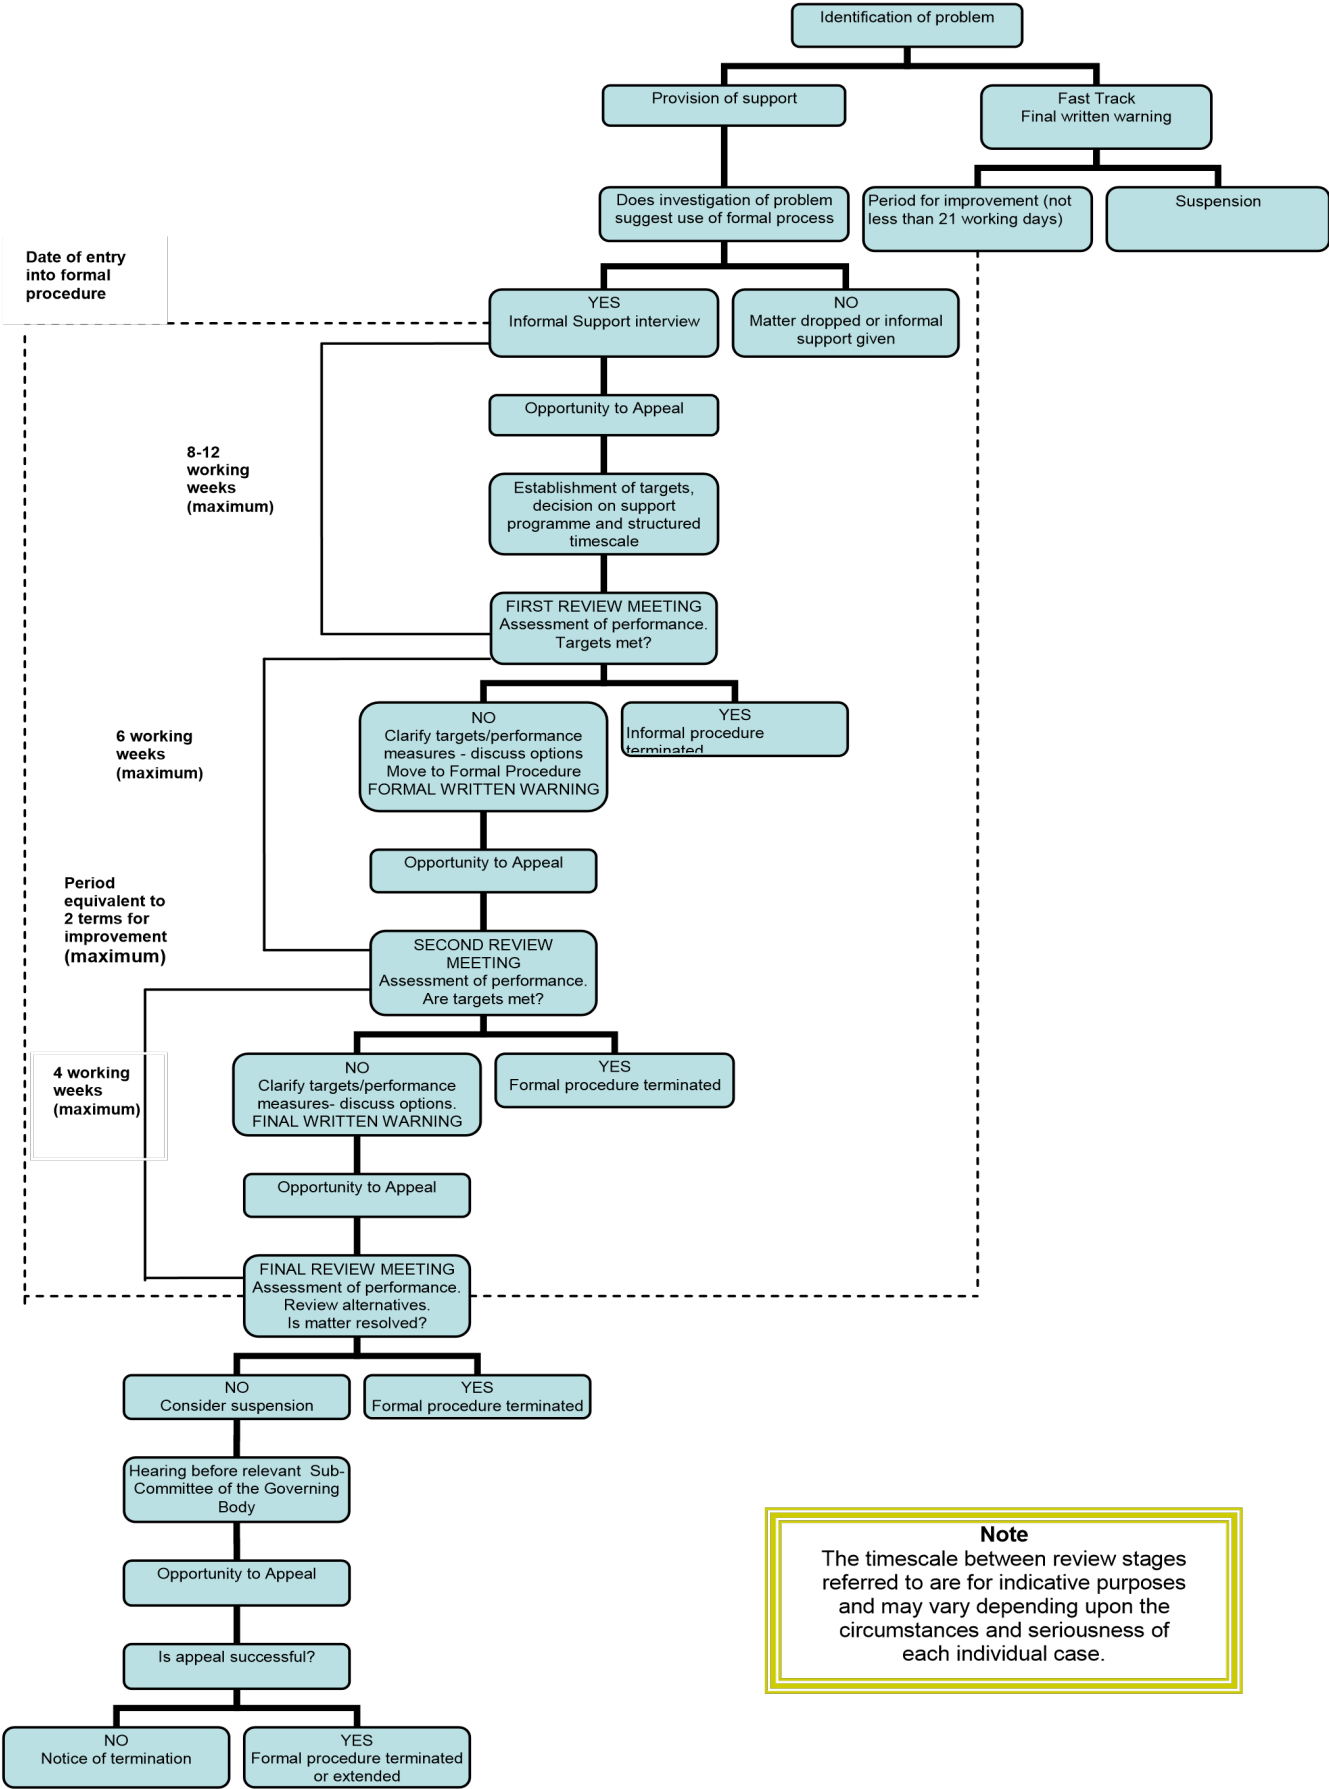 Identification of problem
Provision of support
Fast Track
Final written warning
Does investigation of problem
suggest use of formal process
Period for improvement (not
less than 21 working days)
Suspension
Date of entry
into formal
procedure
YES
Informal Support interview
NO
Matter dropped or informal
support given
Opportunity to Appeal
8-12
working
weeks
(maximum)
Establishment of targets,
decision on support
programme and structured
timescale
FIRST REVIEW MEETING
Assessment of performance.
Targets met?
6 working
weeks
(maximum)
NO
Clarify targets/performance
measures - discuss options
Move to Formal Procedure
FORMAL WRITTEN WARNING
YES
Informal procedure
terminated
Opportunity to Appeal
Period
equivalent to
2 terms for
improvement
(maximum)
SECOND REVIEW
MEETING
Assessment of performance.
Are targets met?
4 working
weeks
(maximum)
NO
Clarify targets/performance
measures- discuss options.
FINAL WRITTEN WARNING
YES
Formal procedure terminated
Opportunity to Appeal
FINAL REVIEW MEETING
Assessment of performance.
Review alternatives.
Is matter resolved?
NO
Consider suspension
YES
Formal procedure terminated
Hearing before relevant Sub-
Committee of the Governing
Body
Opportunity to Appeal
Is appeal successful?
NO
Notice of termination
YES
Formal procedure terminated
or extended
Note
The timescale between review stages
referred to are for indicative purposes
and may vary depending upon the
circumstances and seriousness of
each individual case.